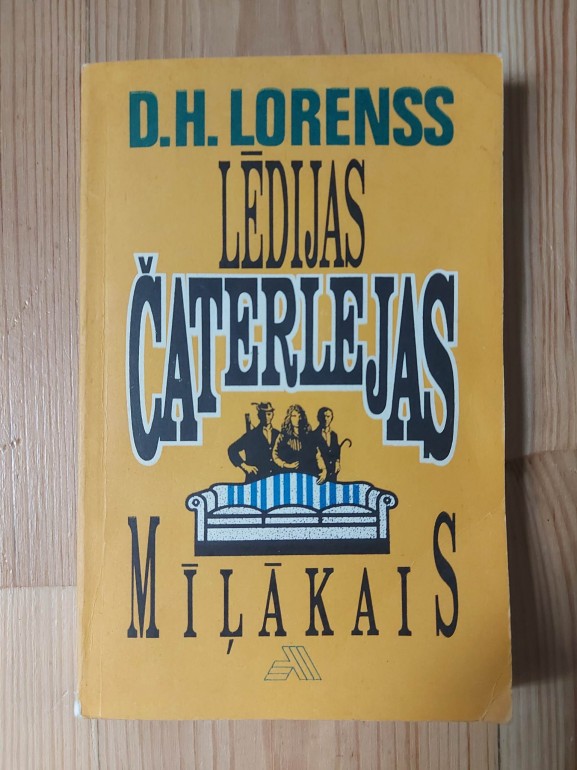 D.H. LORENSS
LĒDIJAS
ČATERLEJAS
MĪĻĀKAIS